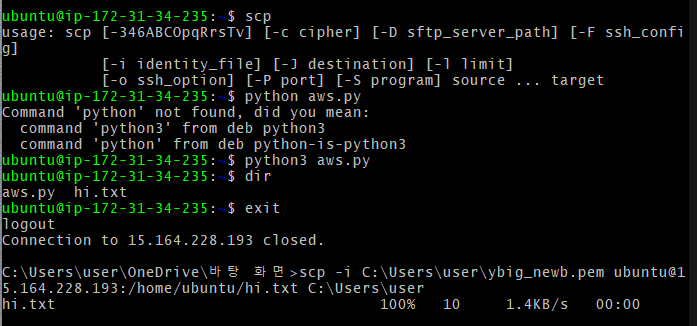 ubuntu@ip-172-31-34-235:~$ scp
usage: scp [-346ABCOpqRrsTv] [-c cipher] [-D sftp_server_path] [-F ssh_confi
g]
           [-i identity_file] [-J destination] [-l limit]
           [-o ssh_option] [-P port] [-S program] source ... target
ubuntu@ip-172-31-34-235:~$ python aws.py
Command 'python' not found, did you mean:
  command 'python3' from deb python3
  command 'python' from deb python-is-python3
ubuntu@ip-172-31-34-235:~$ python3 aws.py
ubuntu@ip-172-31-34-235:~$ dir
aws.py  hi.txt
ubuntu@ip-172-31-34-235:~$ exit
logout
Connection to 15.164.228.193 closed.

C:\Users\user\OneDrive\바탕 화면>scp -i C:\Users\user\ybig_newb.pem ubuntu@1
5.164.228.193:/home/ubuntu/hi.txt C:\Users\user
hi.txt                                        100%   10     1.4KB/s   00:00